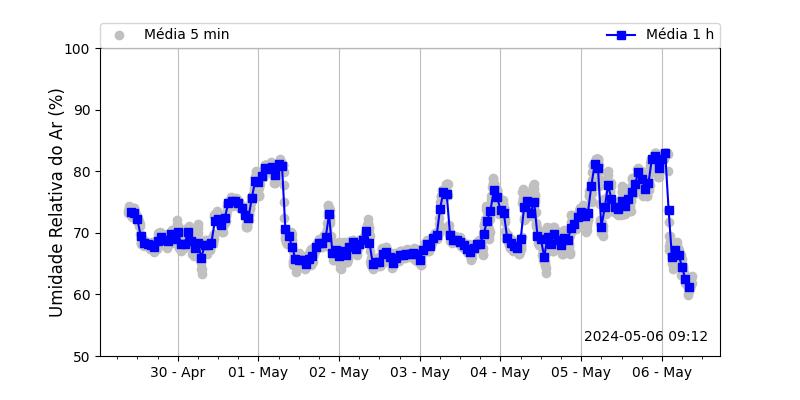 Média 5 min
Média 1 h
Umidade Relativa do Ar (%)
100
90
80
70
60
50
2024-05-06 09:12
30 - Apr
01 - May
02 - May
03 - May
04 - May
05 - May
06 - May